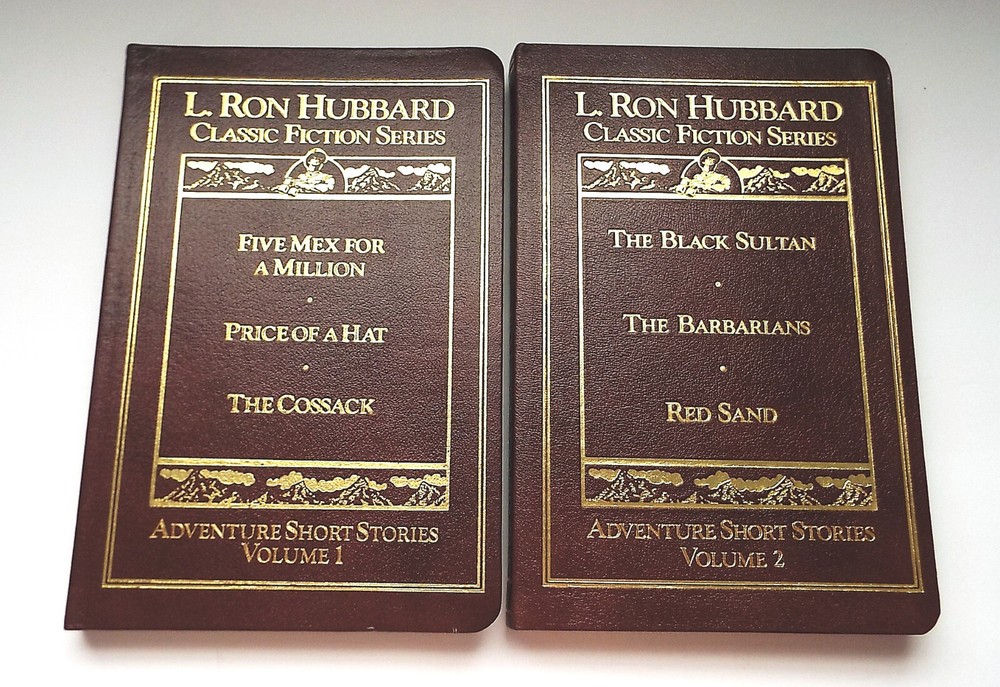 L. RON HUBBARD
CLASSIC FICTION SERIES
FIVE MEX FOR
A MILLION
PRICE OF A HAT
THE COSSACK
ADVENTURE SHORT STORIES
VOLUME 1
L. RON HUBBARD
CLASSIC FICTION SERIES
THE BLACK SULTAN
THE BARBARIANS
RED SAND
ADVENTURE SHORT STORIES
VOLUME 2